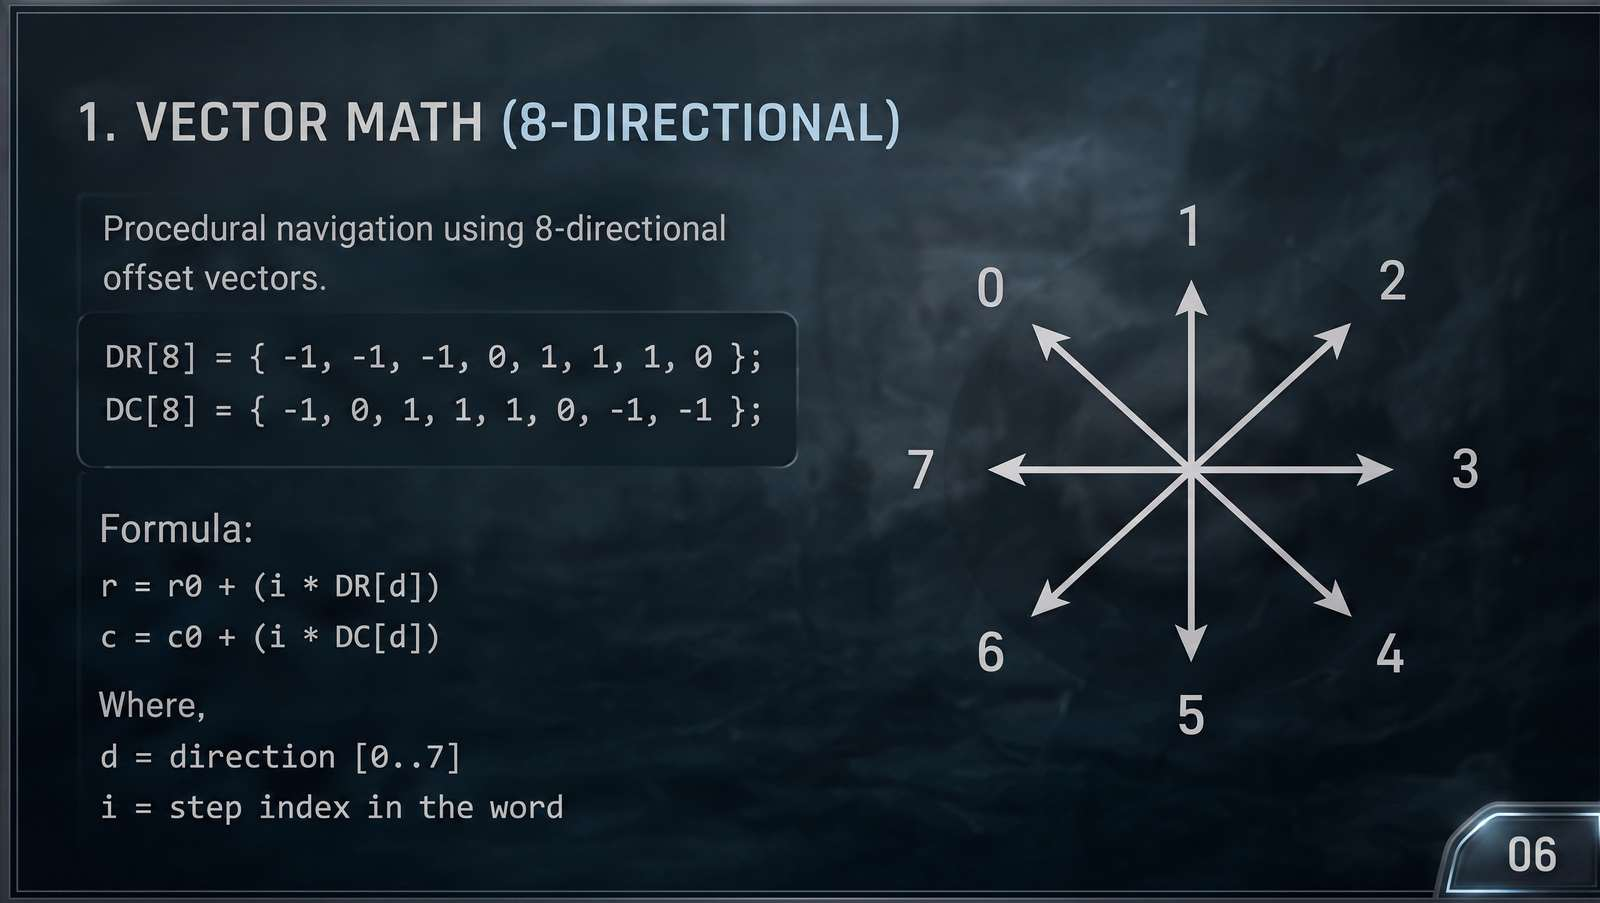 1. VECTOR MATH (8-DIRECTIONAL)
Procedural navigation using 8-directional
offset vectors.
DR[8] = { -1, -1, -1, 0, 1, 1, 1, 0 };
DC[8] = { -1, 0, 1, 1, 1, 0, -1, -1 };
Formula:
r = r0 + (i * DR[d])
c = c0 + (i * DC[d])
Where,
d = direction [0..7]
i = step index in the word
1
0
2
7
3
6
4
5
06